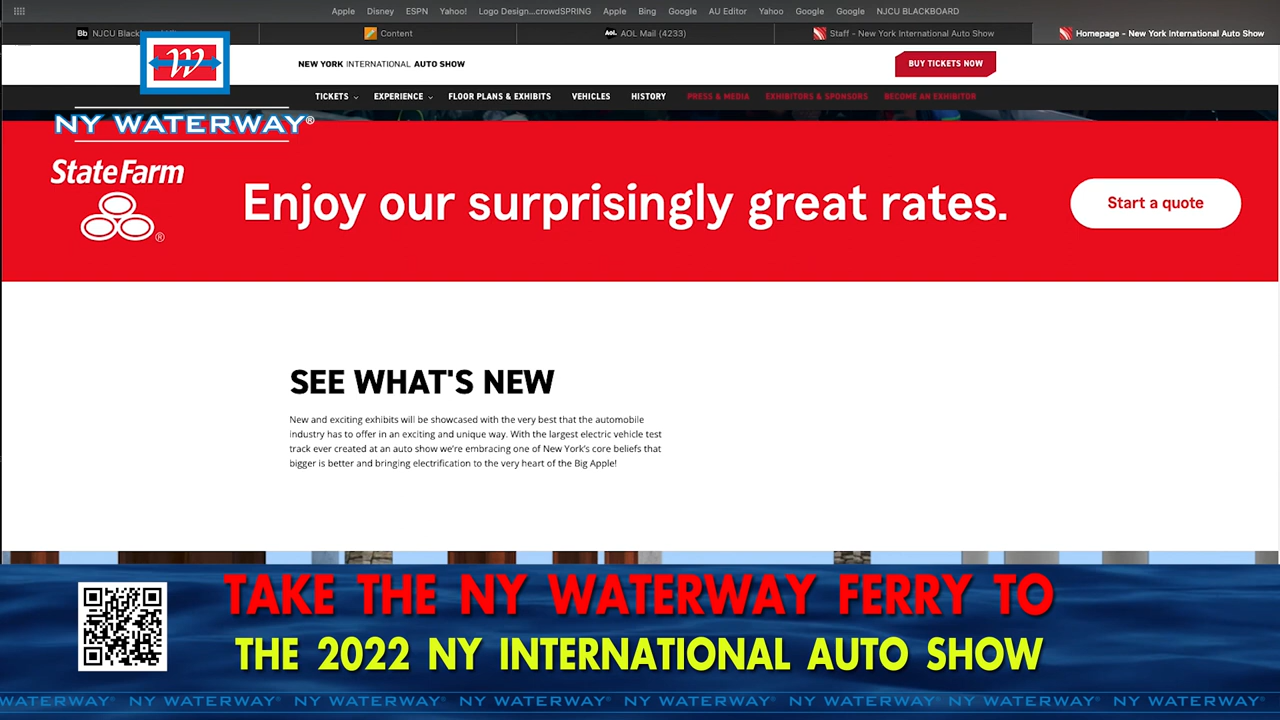 Apple Disney ESPN Yahoo! Logo Design...crowdSPRING Apple Bing Google AU Editor Yahoo Google Google NJCU BLACKBOARD
Bb NJCU Content Aol. AOL Mail (4233) Staff – New York International Auto Show Homepage – New York International Auto Show
W
NEW YORK INTERNATIONAL AUTO SHOW
BUY TICKETS NOW
TICKETS EXPERIENCE FLOOR PLANS & EXHIBITS VEHICLES HISTORY PRESS & MEDIA EXHIBITORS & SPONSORS BECOME AN EXHIBITOR
NY WATERWAY®
StateFarm®
Enjoy our surprisingly great rates.
Start a quote
SEE WHAT'S NEW
New and exciting exhibits will be showcased with the very best that the automobile
industry has to offer in an exciting and unique way. With the largest electric vehicle test
track ever created at an auto show we're embracing one of New York's core beliefs that
bigger is better and bringing electrification to the very heart of the Big Apple!
TAKE THE NY WATERWAY FERRY TO
THE 2022 NY INTERNATIONAL AUTO SHOW
WATERWAY® NY WATERWAY® NY WATERWAY® NY WATERWAY® NY WATERWAY® NY WATERWAY® NY WATERWAY®